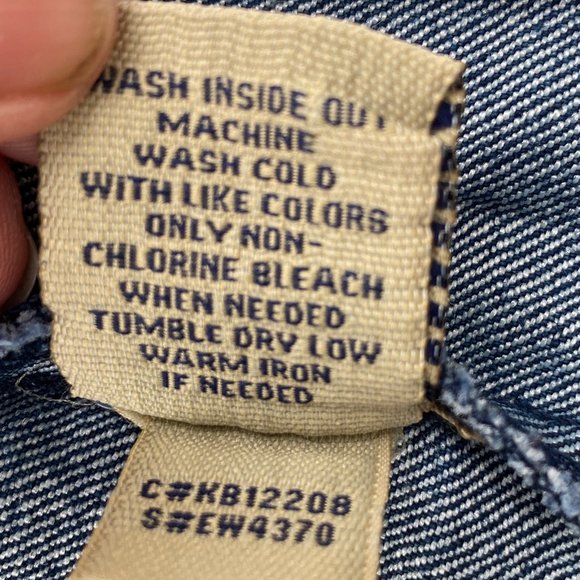 WASH INSIDE OUT
MACHINE
WASH COLD
WITH LIKE COLORS
ONLY NON-
CHLORINE BLEACH
WHEN NEEDED
TUMBLE DRY LOW
WARM IRON
IF NEEDED
C#KB12208
S#EW4370